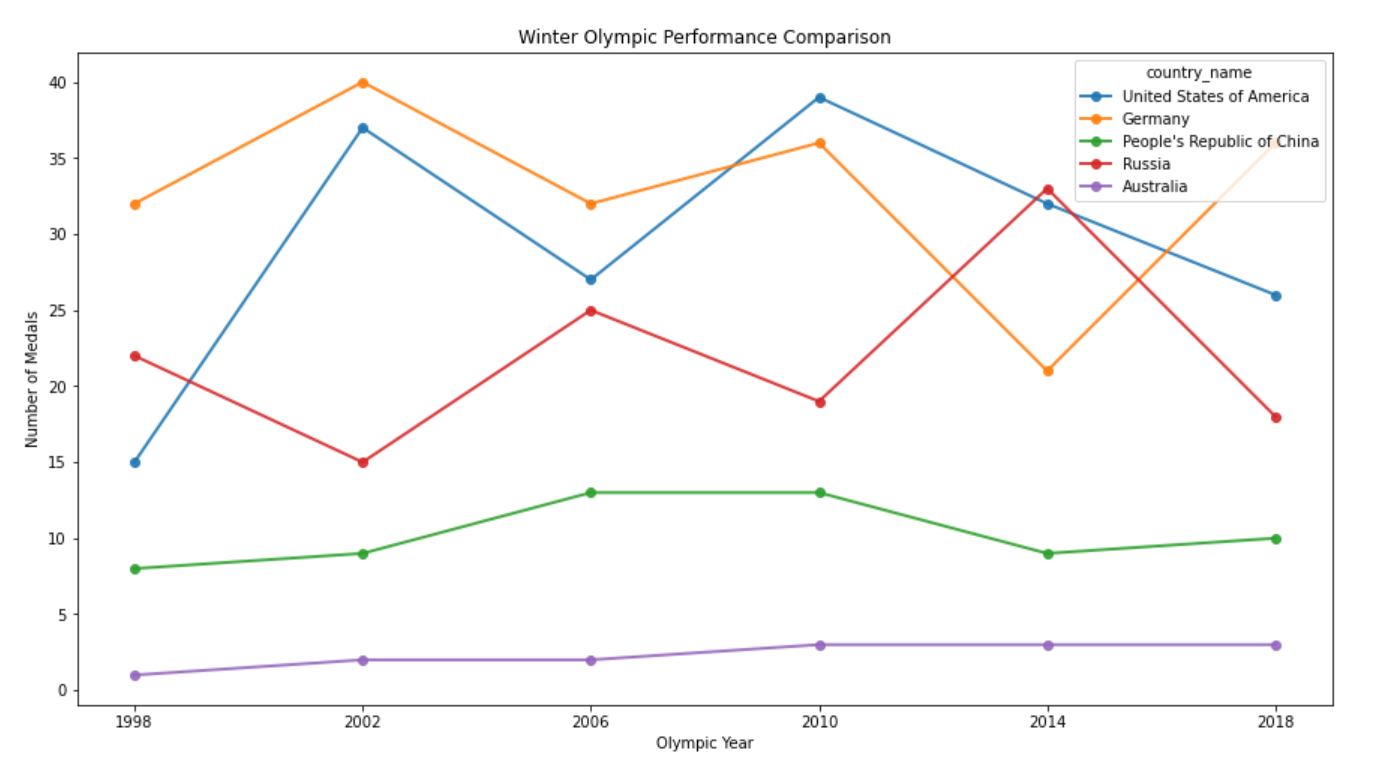 Winter Olympic Performance Comparison
country_name
United States of America
Germany
People's Republic of China
Russia
Australia
Number of Medals
40
35
30
25
20
15
10
5
0
1998 2002 2006 2010 2014 2018
Olympic Year